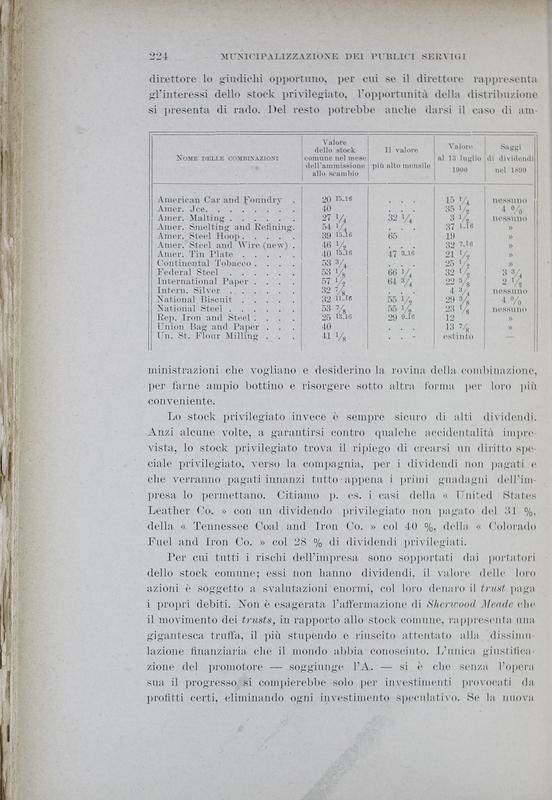 224 MUNICIPALIZZAZIONE DEI PUBLICI SERVIGI
direttore lo giudichi opportuno, per cui se il direttore rappresenta
gl'interessi dello stock privilegiato, l'opportunità della distribuzione
si presenta di rado. Del resto potrebbe anche darsi il caso di am-
NOME DELLE COMBINAZIONI
Valore
dello stock
comune nel mese
dell'ammissione
allo scambio
Il valore
più alto mensile
Valore
al 13 luglio
1900
Saggi
di dividendi
nel 1899
American Car and Foundry . 20 15.16 . . . 15 1/4 nessuno
Amer. Jce. . . . . . . . 40 . . . 35 1/2 4 %
Amer. Malting . . . . . . 27 1/4 32 1/4 3 1/2 nessuno
Amer. Smelting and Refining. 54 1/4 . . . 37 1.16 »
Amer. Steel Hoop. . . . . 39 15.16 65 19 »
Amer. Steel and Wire (new) . 46 1/2 . . . 32 7.16 »
Amer. Tin Plate . . . . . 40 15.16 47 3.16 21 1/2 »
Continental Tobacco . . . . 53 3/4 . . . 25 1/2 »
Federal Steel . . . . . . 53 1/8 66 1/4 32 1/2 3 3/4
International Paper . . . . 57 1/2 64 3/4 22 5/8 2 1/2
Intern. Silver . . . . . . 32 7/8 . . . 4 3/4 nessuno
National Biscuit . . . . . 32 11.16 55 1/2 29 3/8 4 %
National Steel . . . . . . 53 7/8 55 1/2 23 1/8 nessuno
Rep. Iron and Steel . . . . 25 13.16 29 9.16 12 »
Union Bag and Paper . . . 40 . . . 13 7/8 »
Un. St. Flour Milling . . . 41 1/8 . . . estinto —
ministrazioni che vogliano e desiderino la rovina della combinazione,
per farne ampio bottino e risorgere sotto altra forma per loro più
conveniente.
Lo stock privilegiato invece è sempre sicuro di alti dividendi.
Anzi alcune volte, a garantirsi contro qualche accidentalità impre-
vista, lo stock privilegiato trova il ripiego di crearsi un diritto spe-
ciale privilegiato, verso la compagnia, per i dividendi non pagati e
che verranno pagati innanzi tutto appena i primi guadagni dell'im-
presa lo permettano. Citiamo p. es. i casi della « United States
Leather Co. » con un dividendo privilegiato non pagato del 31 %,
della « Tennessee Coal and Iron Co. » col 40 %, della « Colorado
Fuel and Iron Co. » col 28 % di dividendi privilegiati.
Per cui tutti i rischi dell'impresa sono sopportati dai portatori
dello stock comune; essi non hanno dividendi, il valore delle loro
azioni è soggetto a svalutazioni enormi, col loro denaro il trust paga
i propri debiti. Non è esagerata l'affermazione di Sherwood Meade che
il movimento dei trusts, in rapporto allo stock comune, rappresenta una
gigantesca truffa, il più stupendo e riuscito attentato alla dissimu-
lazione finanziaria che il mondo abbia conosciuto. L'unica giustifica-
zione del promotore — soggiunge l'A. — si è che senza l'opera
sua il progresso si compierebbe solo per investimenti provocati da
profitti certi, eliminando ogni investimento speculativo. Se la nuova